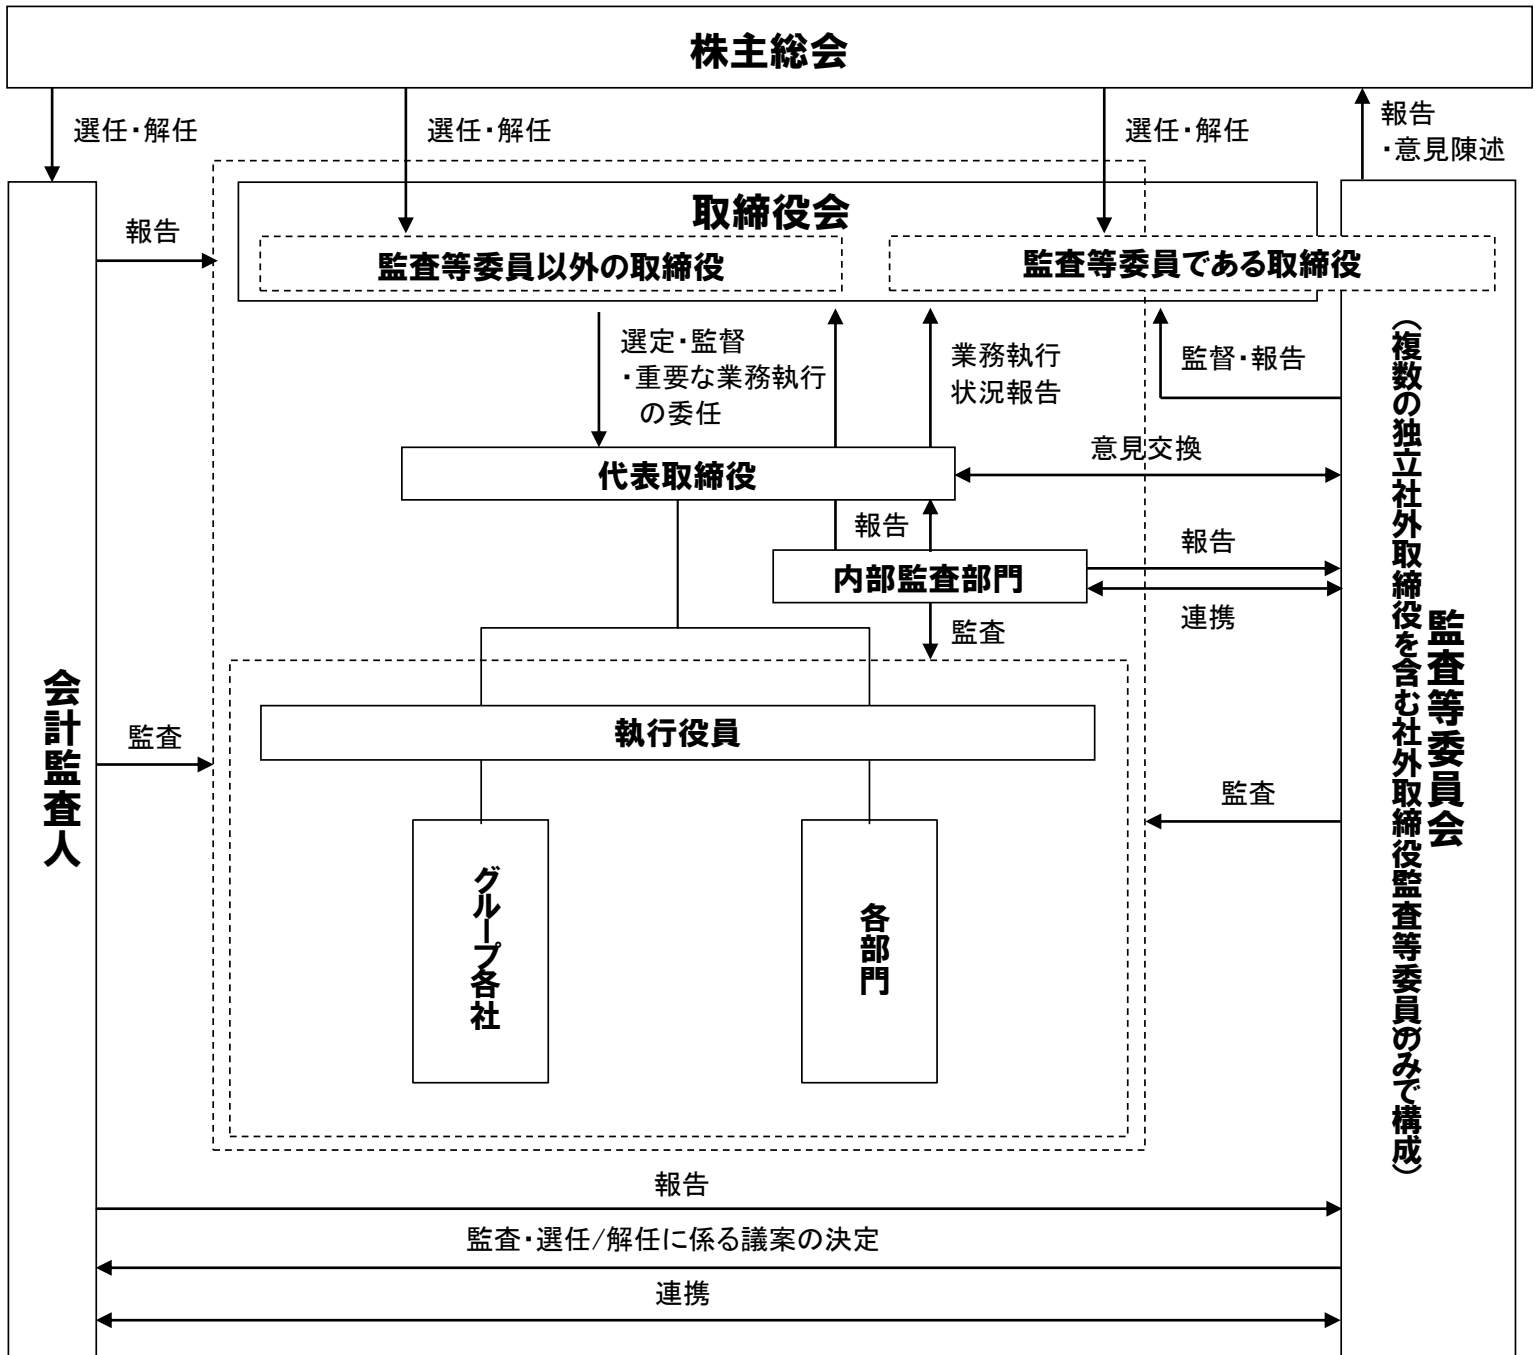 株主総会
選任・解任
選任・解任
選任・解任
報告
・意見陳述
取締役会
報告
監査等委員以外の取締役
監査等委員である取締役
選定・監督
・重要な業務執行
の委任
業務執行
状況報告
監督・報告
意見交換
代表取締役
報告
報告
内部監査部門
連携
監査
執行役員
監査
監査
会計監査人
グループ各社
各部門
監査等委員会
（複数の独立社外取締役を含む社外取締役監査等委員のみで構成）
報告
監査・選任/解任に係る議案の決定
連携